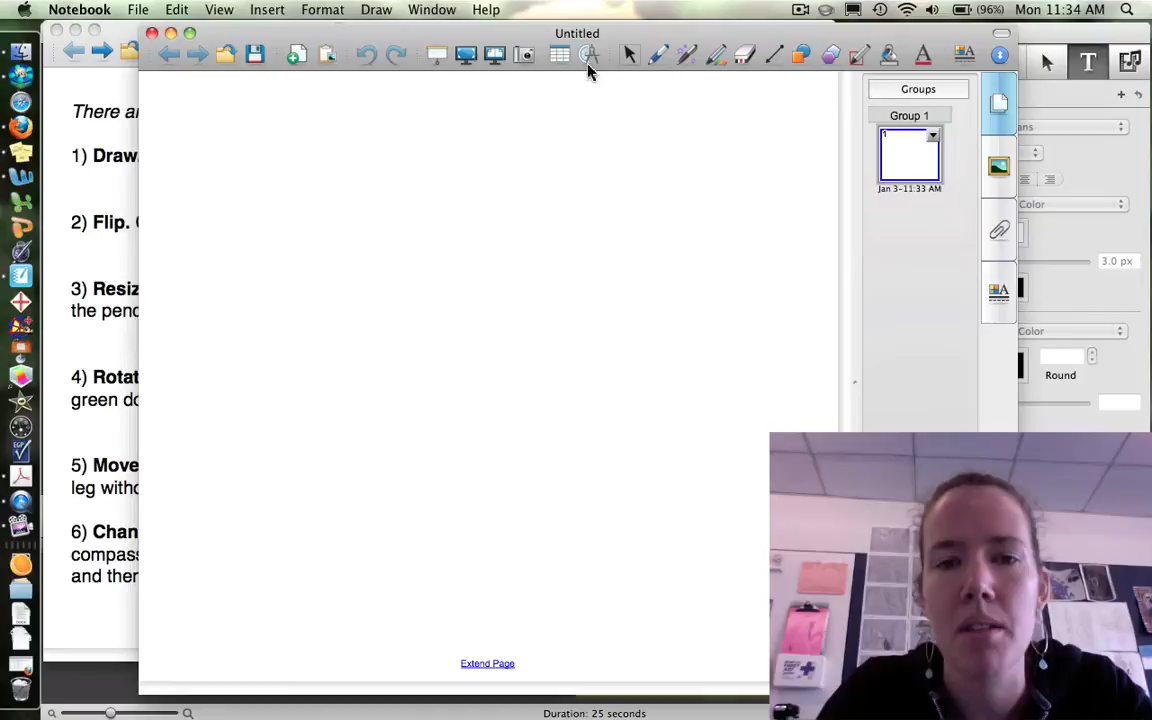 Notebook File Edit View Insert Format Draw Window Help
(96%) Mon 11:34 AM
Untitled
There ar
1) Draw.
2) Flip.
3) Resiz
the penc
4) Rotat
green do
5) Move
leg witho
6) Chan
compass
and ther
Groups
Group 1
1
Jan 3-11:33 AM
T
ans
Color
3.0 px
Color
Round
Extend Page
Duration: 25 seconds